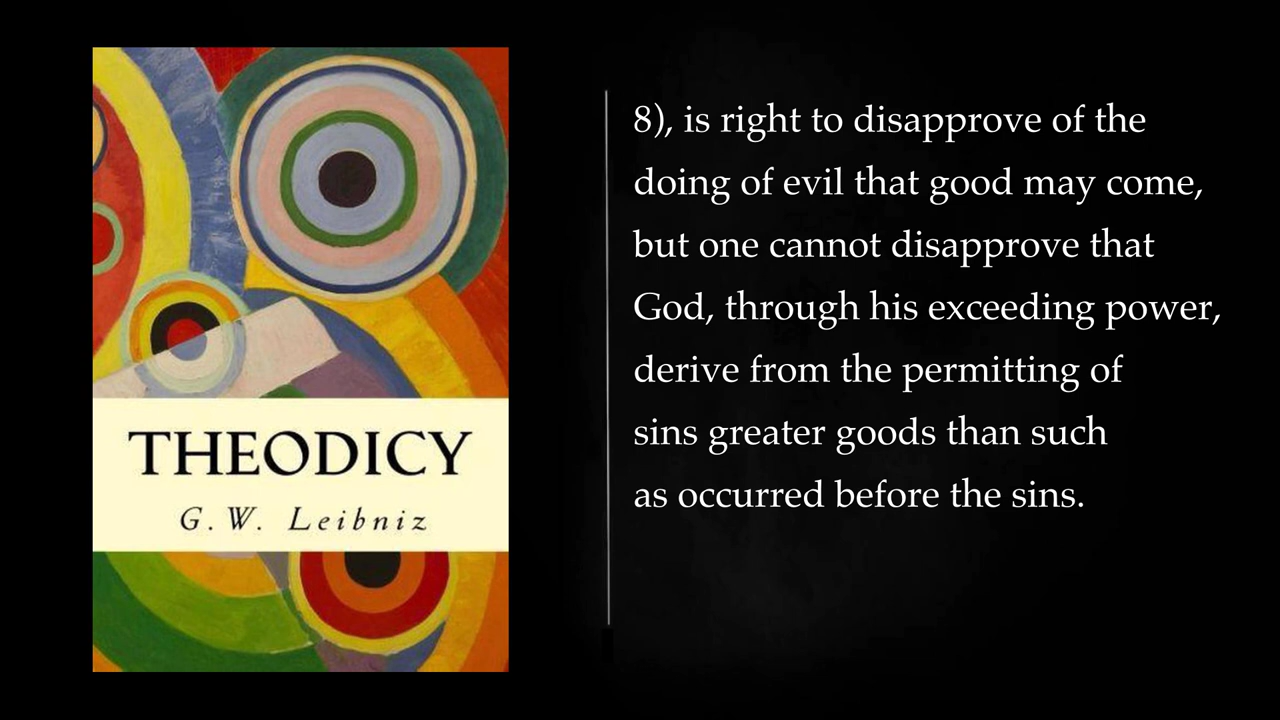 THEODICY
G. W. Leibniz
8), is right to disapprove of the
doing of evil that good may come,
but one cannot disapprove that
God, through his exceeding power,
derive from the permitting of
sins greater goods than such
as occurred before the sins.